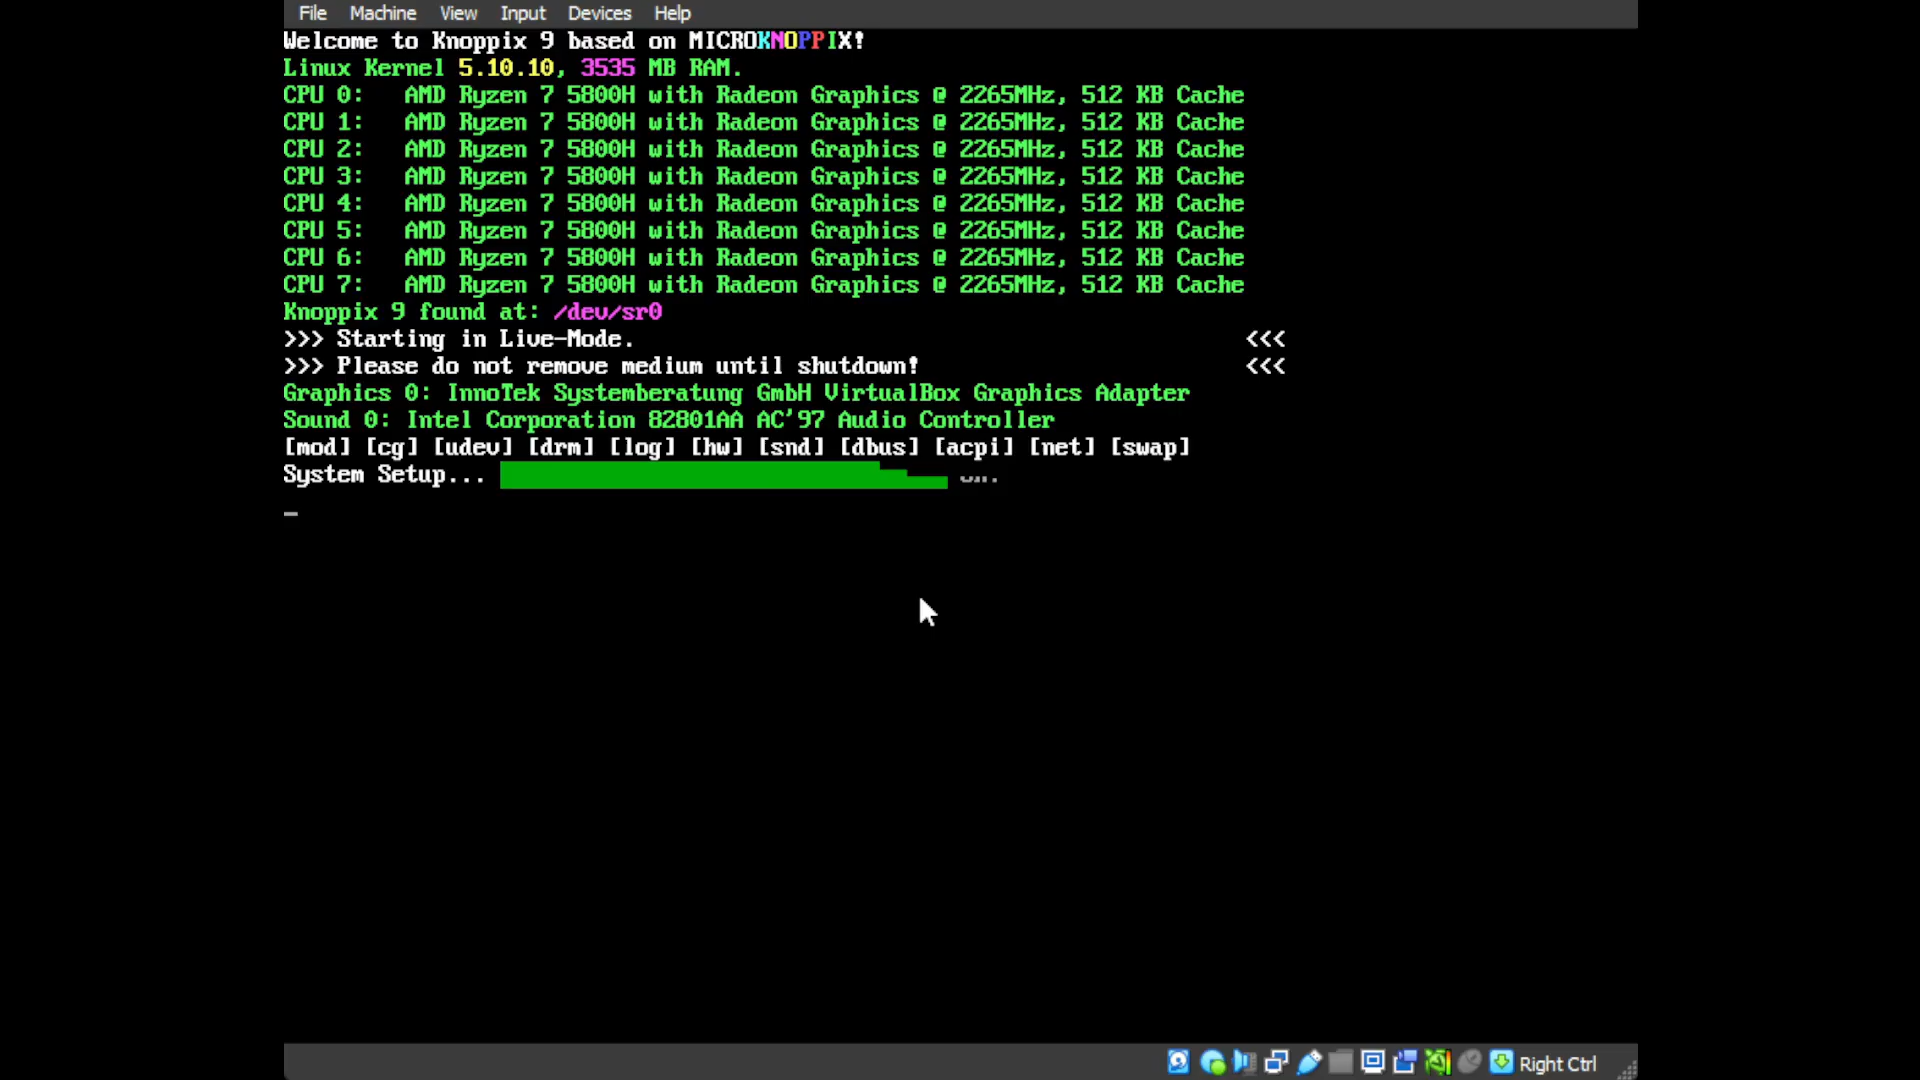 File Machine View Input Devices Help
Welcome to Knoppix 9 based on MICROKNOPPIX!
Linux Kernel 5.10.10, 3535 MB RAM.
CPU 0: AMD Ryzen 7 5800H with Radeon Graphics @ 2265MHz, 512 KB Cache
CPU 1: AMD Ryzen 7 5800H with Radeon Graphics @ 2265MHz, 512 KB Cache
CPU 2: AMD Ryzen 7 5800H with Radeon Graphics @ 2265MHz, 512 KB Cache
CPU 3: AMD Ryzen 7 5800H with Radeon Graphics @ 2265MHz, 512 KB Cache
CPU 4: AMD Ryzen 7 5800H with Radeon Graphics @ 2265MHz, 512 KB Cache
CPU 5: AMD Ryzen 7 5800H with Radeon Graphics @ 2265MHz, 512 KB Cache
CPU 6: AMD Ryzen 7 5800H with Radeon Graphics @ 2265MHz, 512 KB Cache
CPU 7: AMD Ryzen 7 5800H with Radeon Graphics @ 2265MHz, 512 KB Cache
Knoppix 9 found at: /dev/sr0
>>> Starting in Live-Mode. <<<
>>> Please do not remove medium until shutdown! <<<
Graphics 0: InnoTek Systemberatung GmbH VirtualBox Graphics Adapter
Sound 0: Intel Corporation 82801AA AC'97 Audio Controller
[mod] [cg] [udev] [drm] [log] [hw] [snd] [dbus] [acpi] [net] [swap]
System Setup...
Right Ctrl